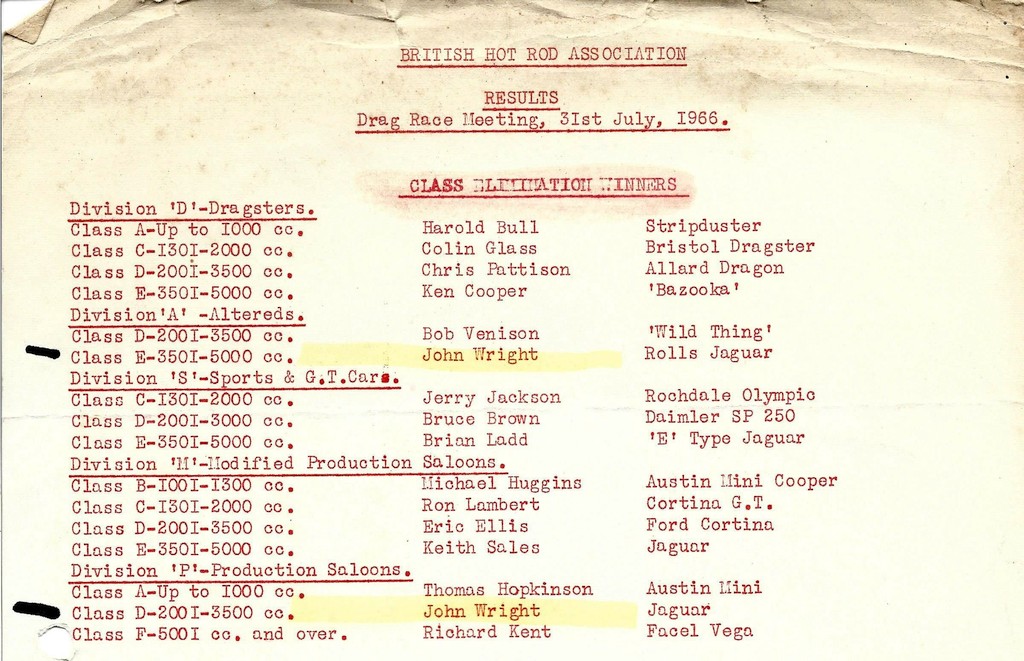 BRITISH HOT ROD ASSOCIATION
RESULTS
Drag Race Meeting, 3Ist July, I966.
CLASS ELIMINATION WINNERS
Division 'D'-Dragsters.
Class A-Up to I000 cc. Harold Bull Stripduster
Class C-I30I-2000 cc. Colin Glass Bristol Dragster
Class D-200I-3500 cc. Chris Pattison Allard Dragon
Class E-350I-5000 cc. Ken Cooper 'Bazooka'
Division'A' -Altereds.
Class D-200I-3500 cc. Bob Venison 'Wild Thing'
Class E-350I-5000 cc. John Wright Rolls Jaguar
Division 'S'-Sports & G.T.Cars.
Class C-I30I-2000 cc. Jerry Jackson Rochdale Olympic
Class D-200I-3000 cc. Bruce Brown Daimler SP 250
Class E-350I-5000 cc. Brian Ladd 'E' Type Jaguar
Division 'M'-Modified Production Saloons.
Class B-I00I-I300 cc. Michael Huggins Austin Mini Cooper
Class C-I30I-2000 cc. Ron Lambert Cortina G.T.
Class D-200I-3500 cc. Eric Ellis Ford Cortina
Class E-350I-5000 cc. Keith Sales Jaguar
Division 'P'-Production Saloons.
Class A-Up to I000 cc. Thomas Hopkinson Austin Mini
Class D-200I-3500 cc. John Wright Jaguar
Class F-500I cc. and over. Richard Kent Facel Vega